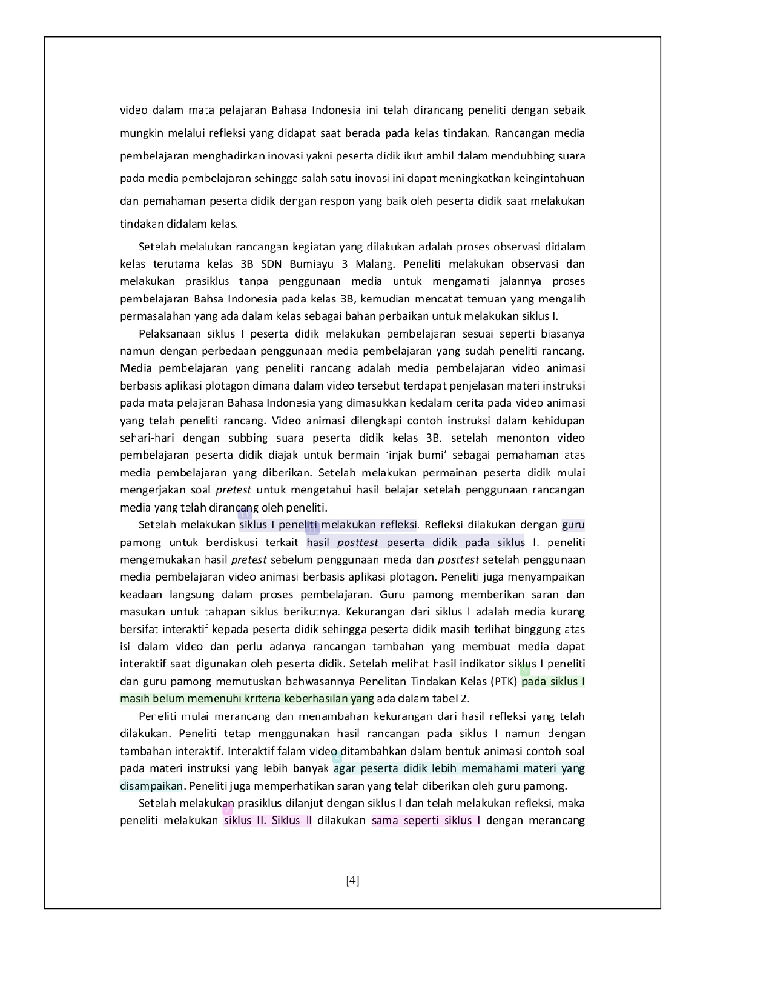 video dalam mata pelajaran Bahasa Indonesia ini telah dirancang peneliti dengan sebaik
mungkin melalui refleksi yang didapat saat berada pada kelas tindakan. Rancangan media
pembelajaran menghadirkan inovasi yakni peserta didik ikut ambil dalam mendubbing suara
pada media pembelajaran sehingga salah satu inovasi ini dapat meningkatkan keingintahuan
dan pemahaman peserta didik dengan respon yang baik oleh peserta didik saat melakukan
tindakan didalam kelas.
Setelah melalukan rancangan kegiatan yang dilakukan adalah proses observasi didalam
kelas terutama kelas 3B SDN Bumiayu 3 Malang. Peneliti melakukan observasi dan
melakukan prasiklus tanpa penggunaan media untuk mengamati jalannya proses
pembelajaran Bahsa Indonesia pada kelas 3B, kemudian mencatat temuan yang mengalih
permasalahan yang ada dalam kelas sebagai bahan perbaikan untuk melakukan siklus I.
Pelaksanaan siklus I peserta didik melakukan pembelajaran sesuai seperti biasanya
namun dengan perbedaan penggunaan media pembelajaran yang sudah peneliti rancang.
Media pembelajaran yang peneliti rancang adalah media pembelajaran video animasi
berbasis aplikasi plotagon dimana dalam video tersebut terdapat penjelasan materi instruksi
pada mata pelajaran Bahasa Indonesia yang dimasukkan kedalam cerita pada video animasi
yang telah peneliti rancang. Video animasi dilengkapi contoh instruksi dalam kehidupan
sehari-hari dengan subbing suara peserta didik kelas 3B. setelah menonton video
pembelajaran peserta didik diajak untuk bermain ‘injak bumi’ sebagai pemahaman atas
media pembelajaran yang diberikan. Setelah melakukan permainan peserta didik mulai
mengerjakan soal pretest untuk mengetahui hasil belajar setelah penggunaan rancangan
media yang telah dirancang oleh peneliti.
11
Setelah melakukan siklus I peneliti melakukan refleksi. Refleksi dilakukan dengan guru
11
pamong untuk berdiskusi terkait hasil posttest peserta didik pada siklus I. peneliti
mengemukakan hasil pretest sebelum penggunaan meda dan posttest setelah penggunaan
media pembelajaran video animasi berbasis aplikasi plotagon. Peneliti juga menyampaikan
keadaan langsung dalam proses pembelajaran. Guru pamong memberikan saran dan
masukan untuk tahapan siklus berikutnya. Kekurangan dari siklus I adalah media kurang
bersifat interaktif kepada peserta didik sehingga peserta didik masih terlihat binggung atas
isi dalam video dan perlu adanya rancangan tambahan yang membuat media dapat
interaktif saat digunakan oleh peserta didik. Setelah melihat hasil indikator siklus I peneliti
5
dan guru pamong memutuskan bahwasannya Penelitan Tindakan Kelas (PTK) pada siklus I
masih belum memenuhi kriteria keberhasilan yang ada dalam tabel 2.
Peneliti mulai merancang dan menambahan kekurangan dari hasil refleksi yang telah
dilakukan. Peneliti tetap menggunakan hasil rancangan pada siklus I namun dengan
tambahan interaktif. Interaktif falam video ditambahkan dalam bentuk animasi contoh soal
4
pada materi instruksi yang lebih banyak agar peserta didik lebih memahami materi yang
disampaikan. Peneliti juga memperhatikan saran yang telah diberikan oleh guru pamong.
Setelah melakukan prasiklus dilanjut dengan siklus I dan telah melakukan refleksi, maka
2
peneliti melakukan siklus II. Siklus II dilakukan sama seperti siklus I dengan merancang
[4]